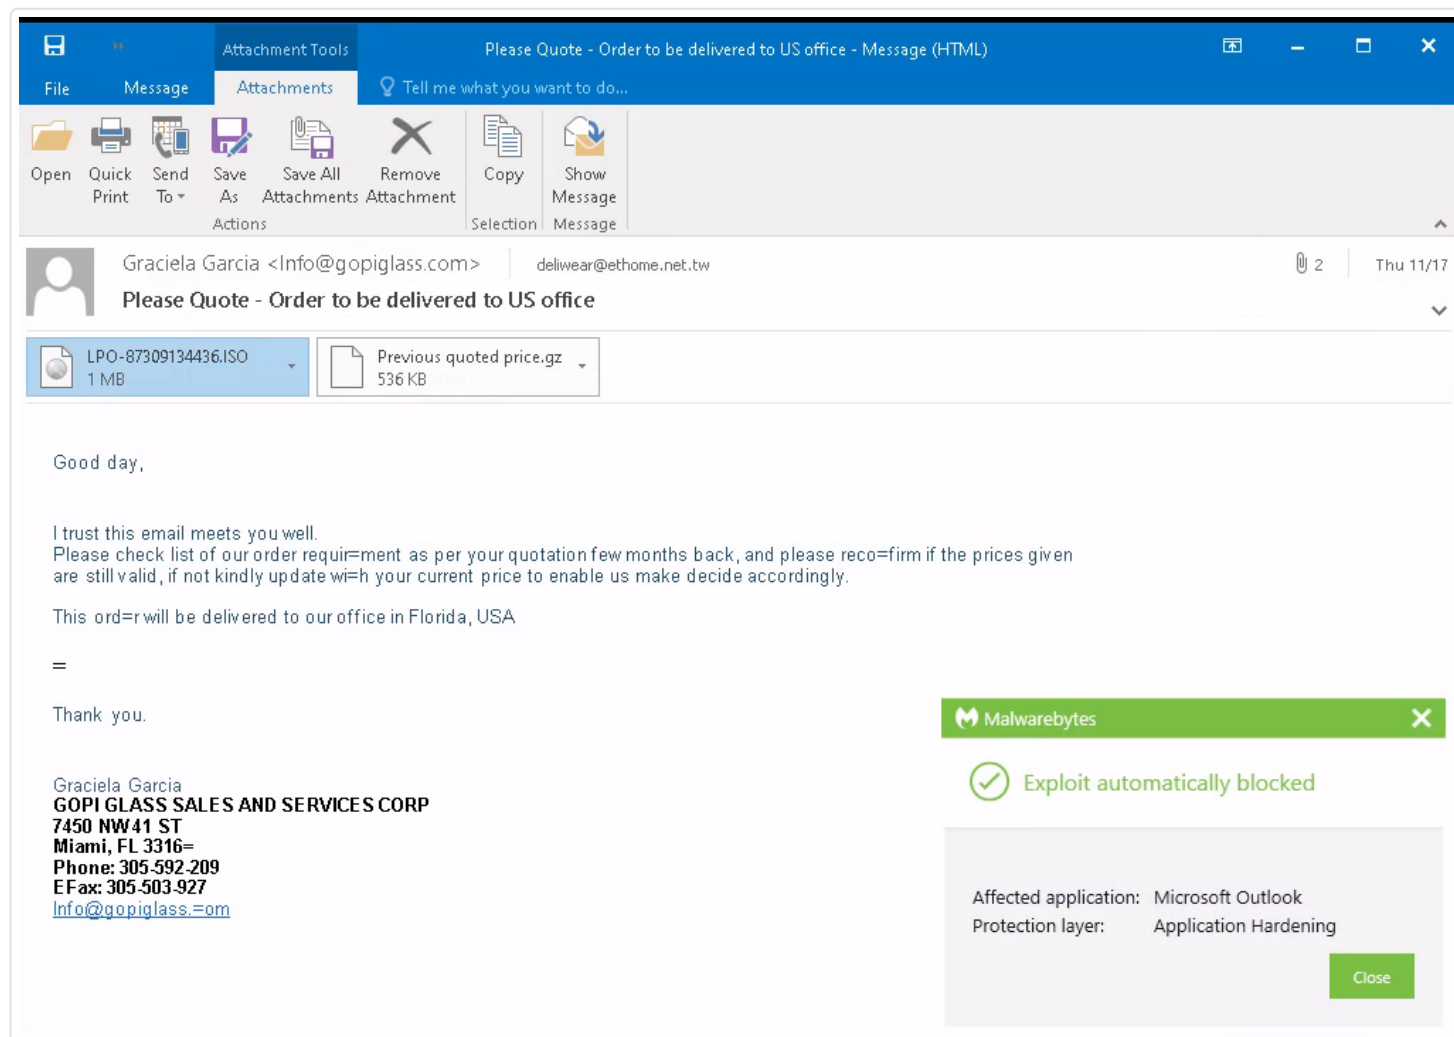 Attachment Tools
Please Quote - Order to be delivered to US office - Message (HTML)
File
Message
Attachments
Tell me what you want to do...
Open
Quick Print
Send To
Save As
Save All Attachments
Remove Attachment
Copy
Show Message
Actions
Selection
Message
Graciela Garcia <Info@gopiglass.com>
deliwear@ethome.net.tw
2
Thu 11/17
Please Quote - Order to be delivered to US office
LPO-87309134436.ISO
1 MB
Previous quoted price.gz
536 KB
Good day,
I trust this email meets you well.
Please check list of our order requir=ment as per your quotation few months back, and please reco=firm if the prices given
are still valid, if not kindly update wi=h your current price to enable us make decide accordingly.
This ord=r will be delivered to our office in Florida, USA
=
Thank you.
Graciela Garcia
GOPI GLASS SALES AND SERVICES CORP
7450 NW 41 ST
Miami, FL 3316=
Phone: 305-592-209
EFax: 305-503-927
Info@gopiglass.=om
Malwarebytes
Exploit automatically blocked
Affected application: Microsoft Outlook
Protection layer: Application Hardening
Close